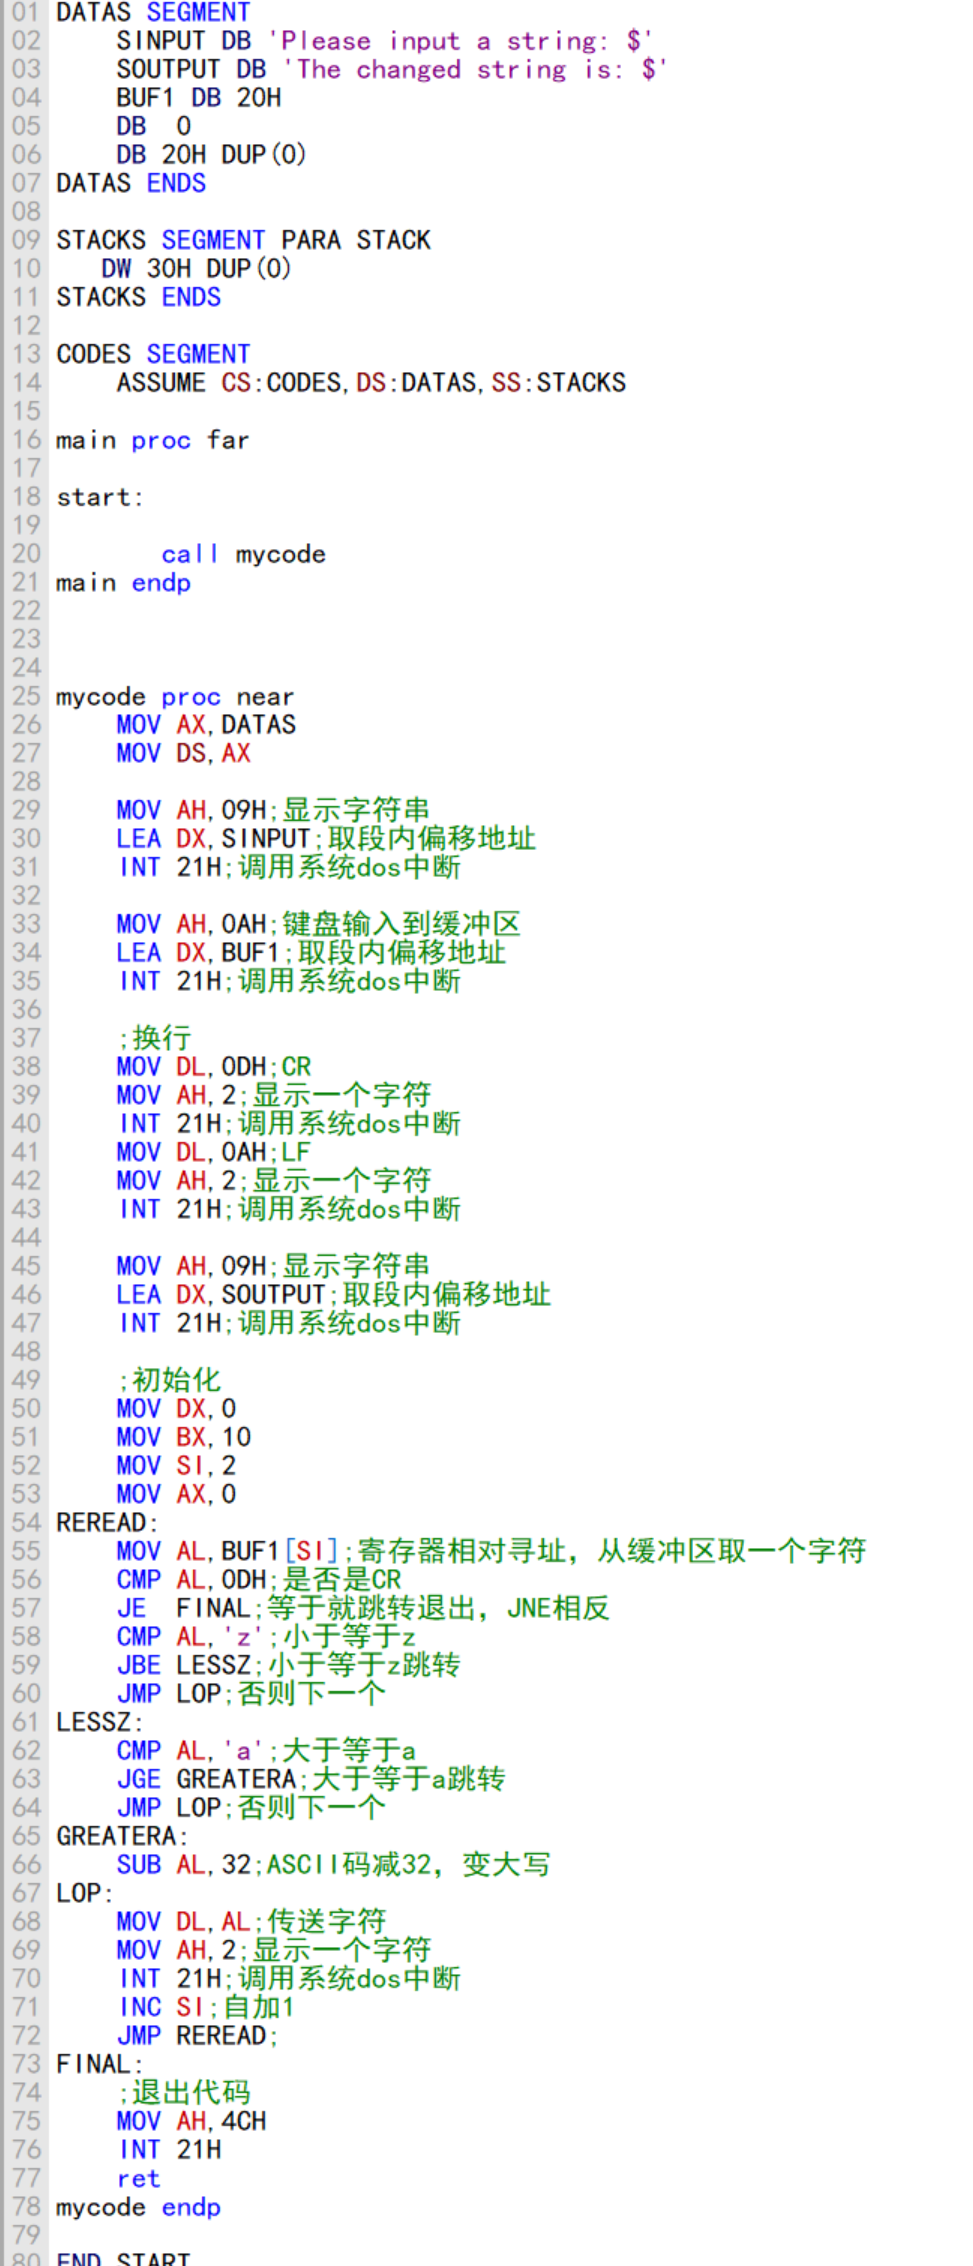 01 DATAS SEGMENT
02     SINPUT DB 'Please input a string: $'
03     SOUTPUT DB 'The changed string is: $'
04     BUF1 DB 20H
05     DB  0
06     DB 20H DUP(0)
07 DATAS ENDS
08
09 STACKS SEGMENT PARA STACK
10    DW 30H DUP(0)
11 STACKS ENDS
12
13 CODES SEGMENT
14     ASSUME CS:CODES,DS:DATAS,SS:STACKS
15
16 main proc far
17
18 start:
19
20        call mycode
21 main endp
22
23
24
25 mycode proc near
26     MOV AX,DATAS
27     MOV DS,AX
28
29     MOV AH,09H;显示字符串
30     LEA DX,SINPUT;取段内偏移地址
31     INT 21H;调用系统dos中断
32
33     MOV AH,0AH;键盘输入到缓冲区
34     LEA DX,BUF1;取段内偏移地址
35     INT 21H;调用系统dos中断
36
37     ;换行
38     MOV DL,0DH;CR
39     MOV AH,2;显示一个字符
40     INT 21H;调用系统dos中断
41     MOV DL,0AH;LF
42     MOV AH,2;显示一个字符
43     INT 21H;调用系统dos中断
44
45     MOV AH,09H;显示字符串
46     LEA DX,SOUTPUT;取段内偏移地址
47     INT 21H;调用系统dos中断
48
49     ;初始化
50     MOV DX,0
51     MOV BX,10
52     MOV SI,2
53     MOV AX,0
54 REREAD:
55     MOV AL,BUF1[SI];寄存器相对寻址，从缓冲区取一个字符
56     CMP AL,0DH;是否是CR
57     JE  FINAL;等于就跳转退出，JNE相反
58     CMP AL,'z';小于等于z
59     JBE LESSZ;小于等于z跳转
60     JMP LOP;否则下一个
61 LESSZ:
62     CMP AL,'a';大于等于a
63     JGE GREATERA;大于等于a跳转
64     JMP LOP;否则下一个
65 GREATERA:
66     SUB AL,32;ASCII码减32，变大写
67 LOP:
68     MOV DL,AL;传送字符
69     MOV AH,2;显示一个字符
70     INT 21H;调用系统dos中断
71     INC SI;自加1
72     JMP REREAD;
73 FINAL:
74     ;退出代码
75     MOV AH,4CH
76     INT 21H
77     ret
78 mycode endp
79
80 END START